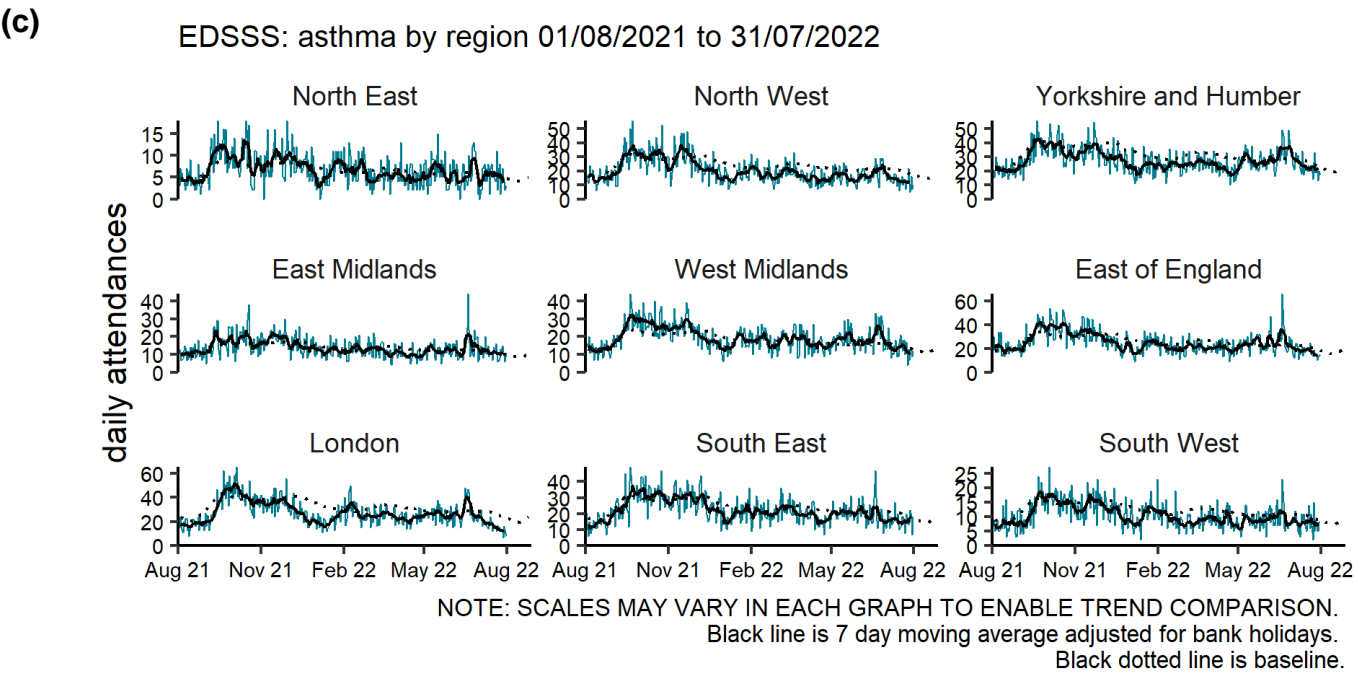 (c)
EDSSS: asthma by region 01/08/2021 to 31/07/2022
daily attendances
North East
15
10
5
0
North West
50
40
30
20
10
0
Yorkshire and Humber
50
40
30
20
10
0
East Midlands
40
30
20
10
0
West Midlands
40
30
20
10
0
East of England
60
40
20
0
London
60
40
20
0
South East
40
30
20
10
0
South West
25
20
15
10
5
0
Aug 21 Nov 21 Feb 22 May 22 Aug 22 Aug 21 Nov 21 Feb 22 May 22 Aug 22 Aug 21 Nov 21 Feb 22 May 22 Aug 22
NOTE: SCALES MAY VARY IN EACH GRAPH TO ENABLE TREND COMPARISON.
Black line is 7 day moving average adjusted for bank holidays.
Black dotted line is baseline.